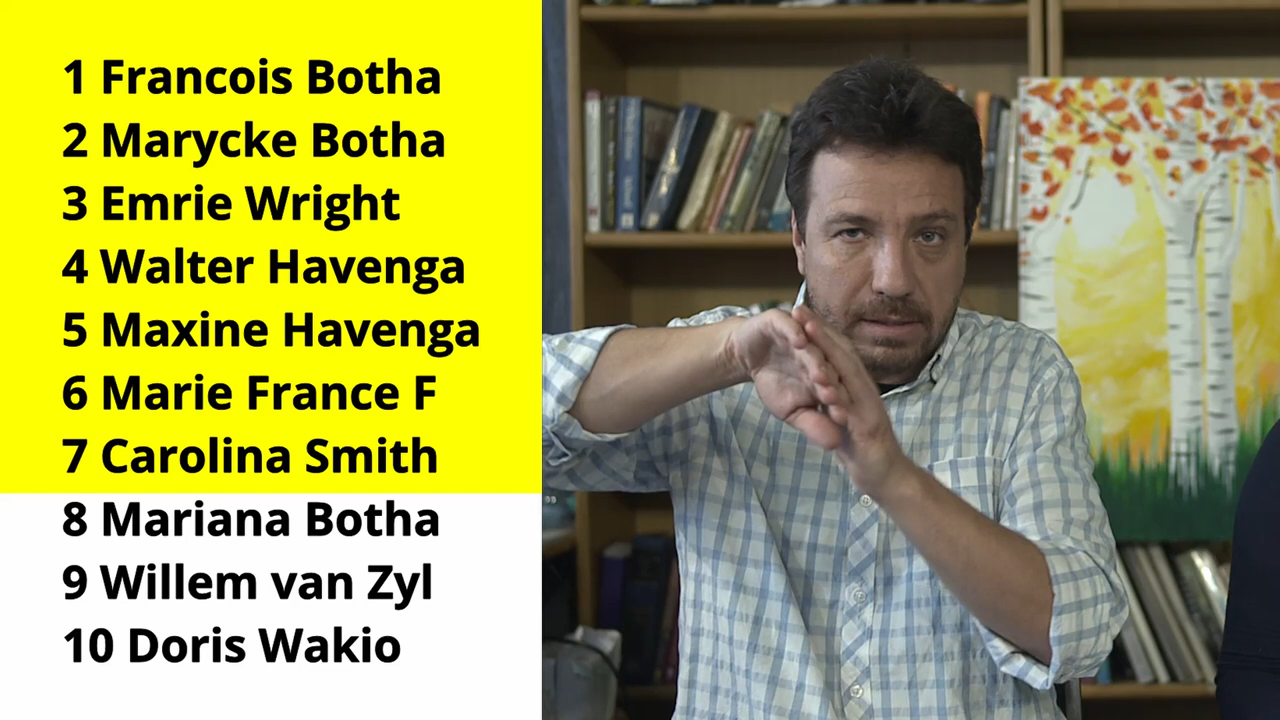 1 Francois Botha
2 Marycke Botha
3 Emrie Wright
4 Walter Havenga
5 Maxine Havenga
6 Marie France F
7 Carolina Smith
8 Mariana Botha
9 Willem van Zyl
10 Doris Wakio